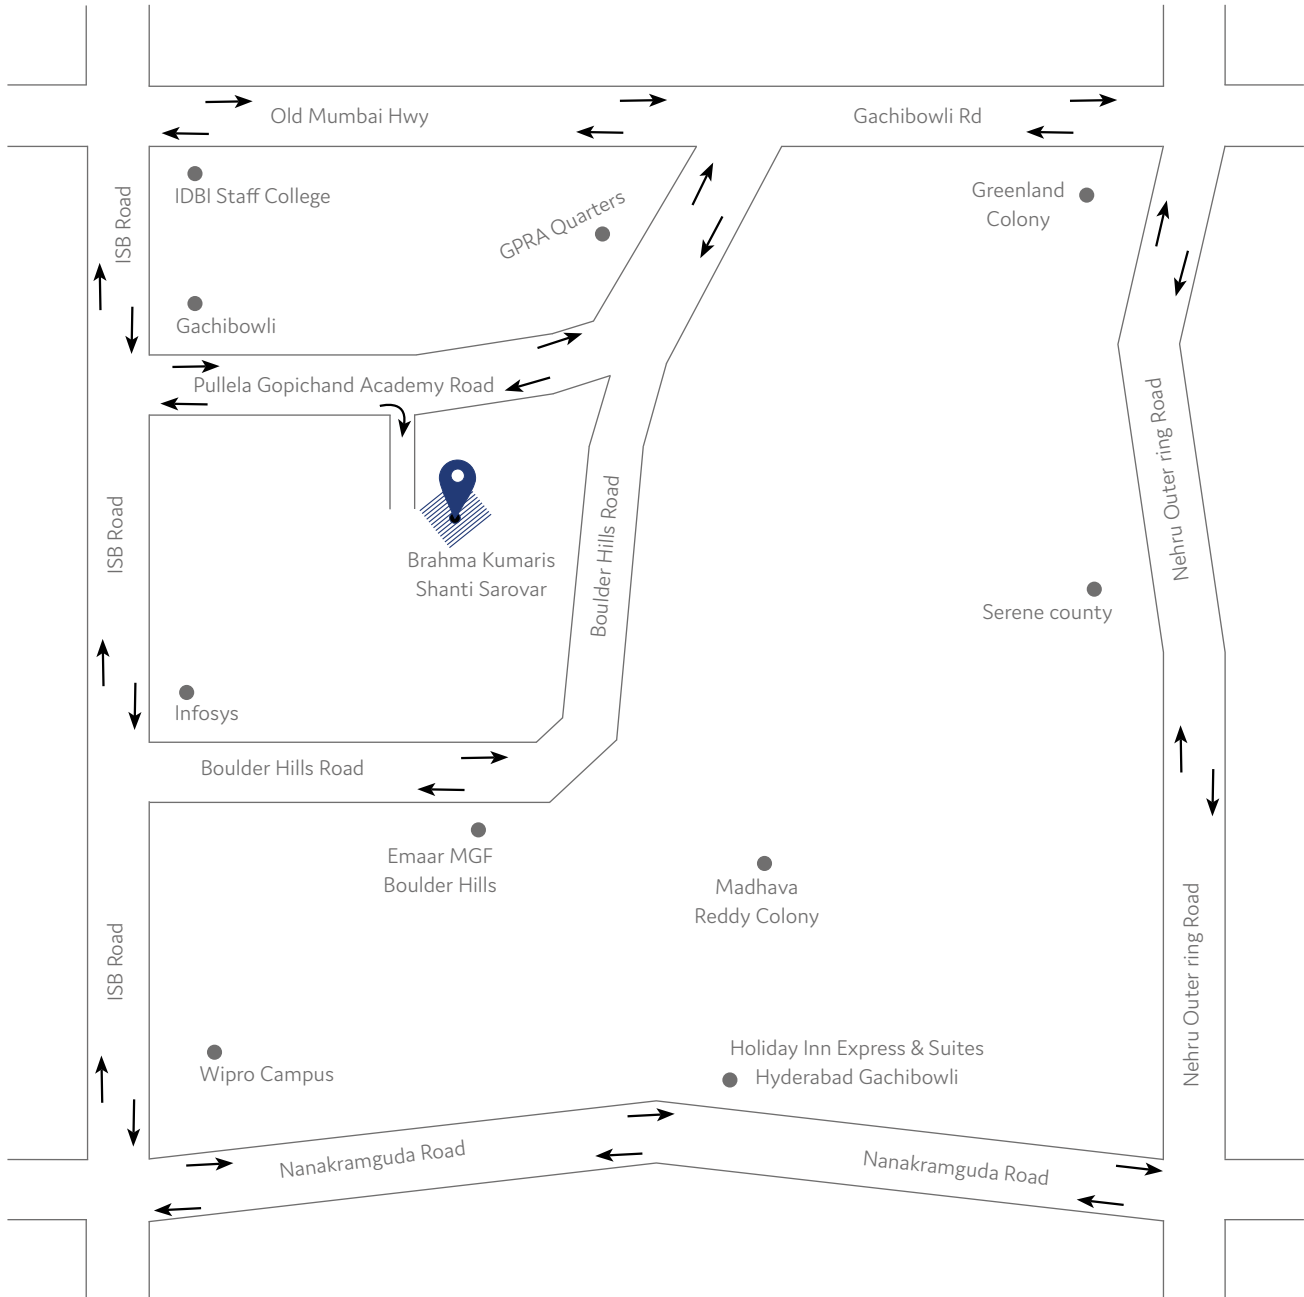 Old Mumbai Hwy
Gachibowli Rd
ISB Road
IDBI Staff College
GPRA Quarters
Greenland
Colony
Gachibowli
Pullela Gopichand Academy Road
Nehru Outer ring Road
ISB Road
Boulder Hills Road
Brahma Kumaris
Shanti Sarovar
Serene county
Infosys
Boulder Hills Road
Emaar MGF
Boulder Hills
Madhava
Reddy Colony
ISB Road
Nehru Outer ring Road
Wipro Campus
Holiday Inn Express & Suites
Hyderabad Gachibowli
Nanakramguda Road
Nanakramguda Road